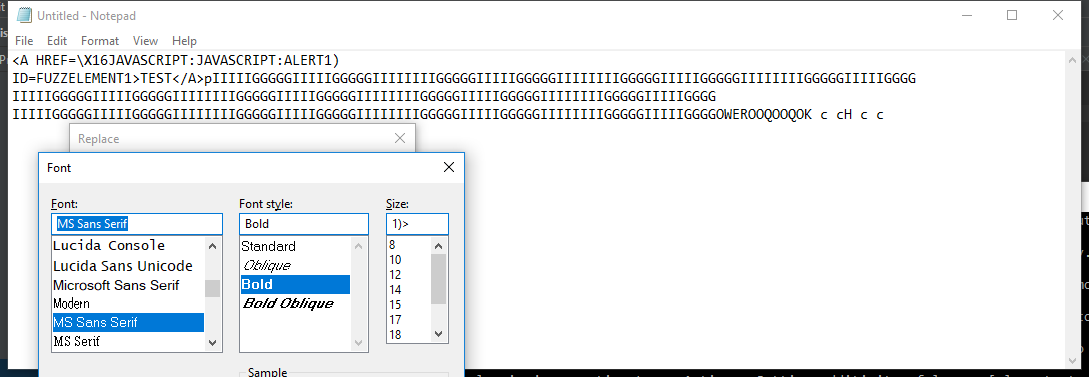 Untitled - Notepad
File Edit Format View Help
<A HREF=\X16JAVASCRIPT:JAVASCRIPT:ALERT1)
ID=FUZZELEMENT1>TEST</A>pIIIIIGGGGGIIIIIGGGGGIIIIIIIIGGGGGIIIIIGGGGGIIIIIIIIGGGGGIIIIIGGGGGIIIIIIIIGGGGGIIIIIGGGG
IIIIIGGGGGIIIIIGGGGGIIIIIIIIGGGGGIIIIIGGGGGIIIIIIIIGGGGGIIIIIGGGGGIIIIIIIIGGGGGIIIIIGGGG
IIIIIGGGGGIIIIIGGGGGIIIIIIIIGGGGGIIIIIGGGGGIIIIIIIIGGGGGIIIIIGGGGGIIIIIIIIGGGGGIIIIIGGGGOWEROOQOOQOK c cH c c
Replace
Font
Font: Font style: Size:
MS Sans Serif Bold 1)>
Lucida Console Standard 8
Lucida Sans Unicode Oblique 10
Microsoft Sans Serif Bold 12
Modern Bold Oblique 14
MS Sans Serif 15
MS Serif 17
18
Sample